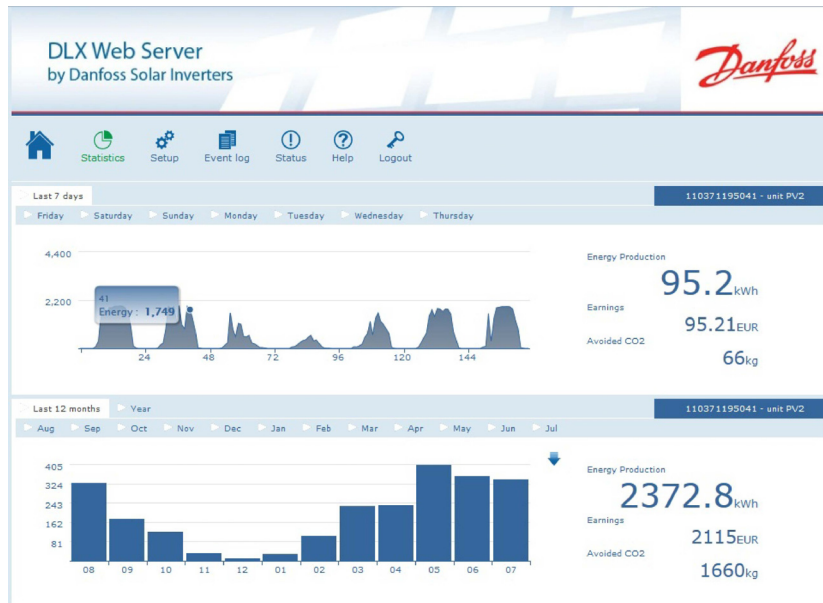 DLX Web Server
by Danfoss Solar Inverters
Danfoss
Statistics Setup Event log Status Help Logout
Last 7 days
110371195041 - unit PV2
Friday Saturday Sunday Monday Tuesday Wednesday Thursday
4,400
2,200
41
Energy : 1,749
24 48 72 96 120 144
Energy Production
95.2kWh
Earnings
95.21EUR
Avoided CO2
66kg
Last 12 months Year
110371195041 - unit PV2
Aug Sep Oct Nov Dec Jan Feb Mar Apr May Jun Jul
405
324
243
162
81
08 09 10 11 12 01 02 03 04 05 06 07
Energy Production
2372.8kWh
Earnings
2115EUR
Avoided CO2
1660kg